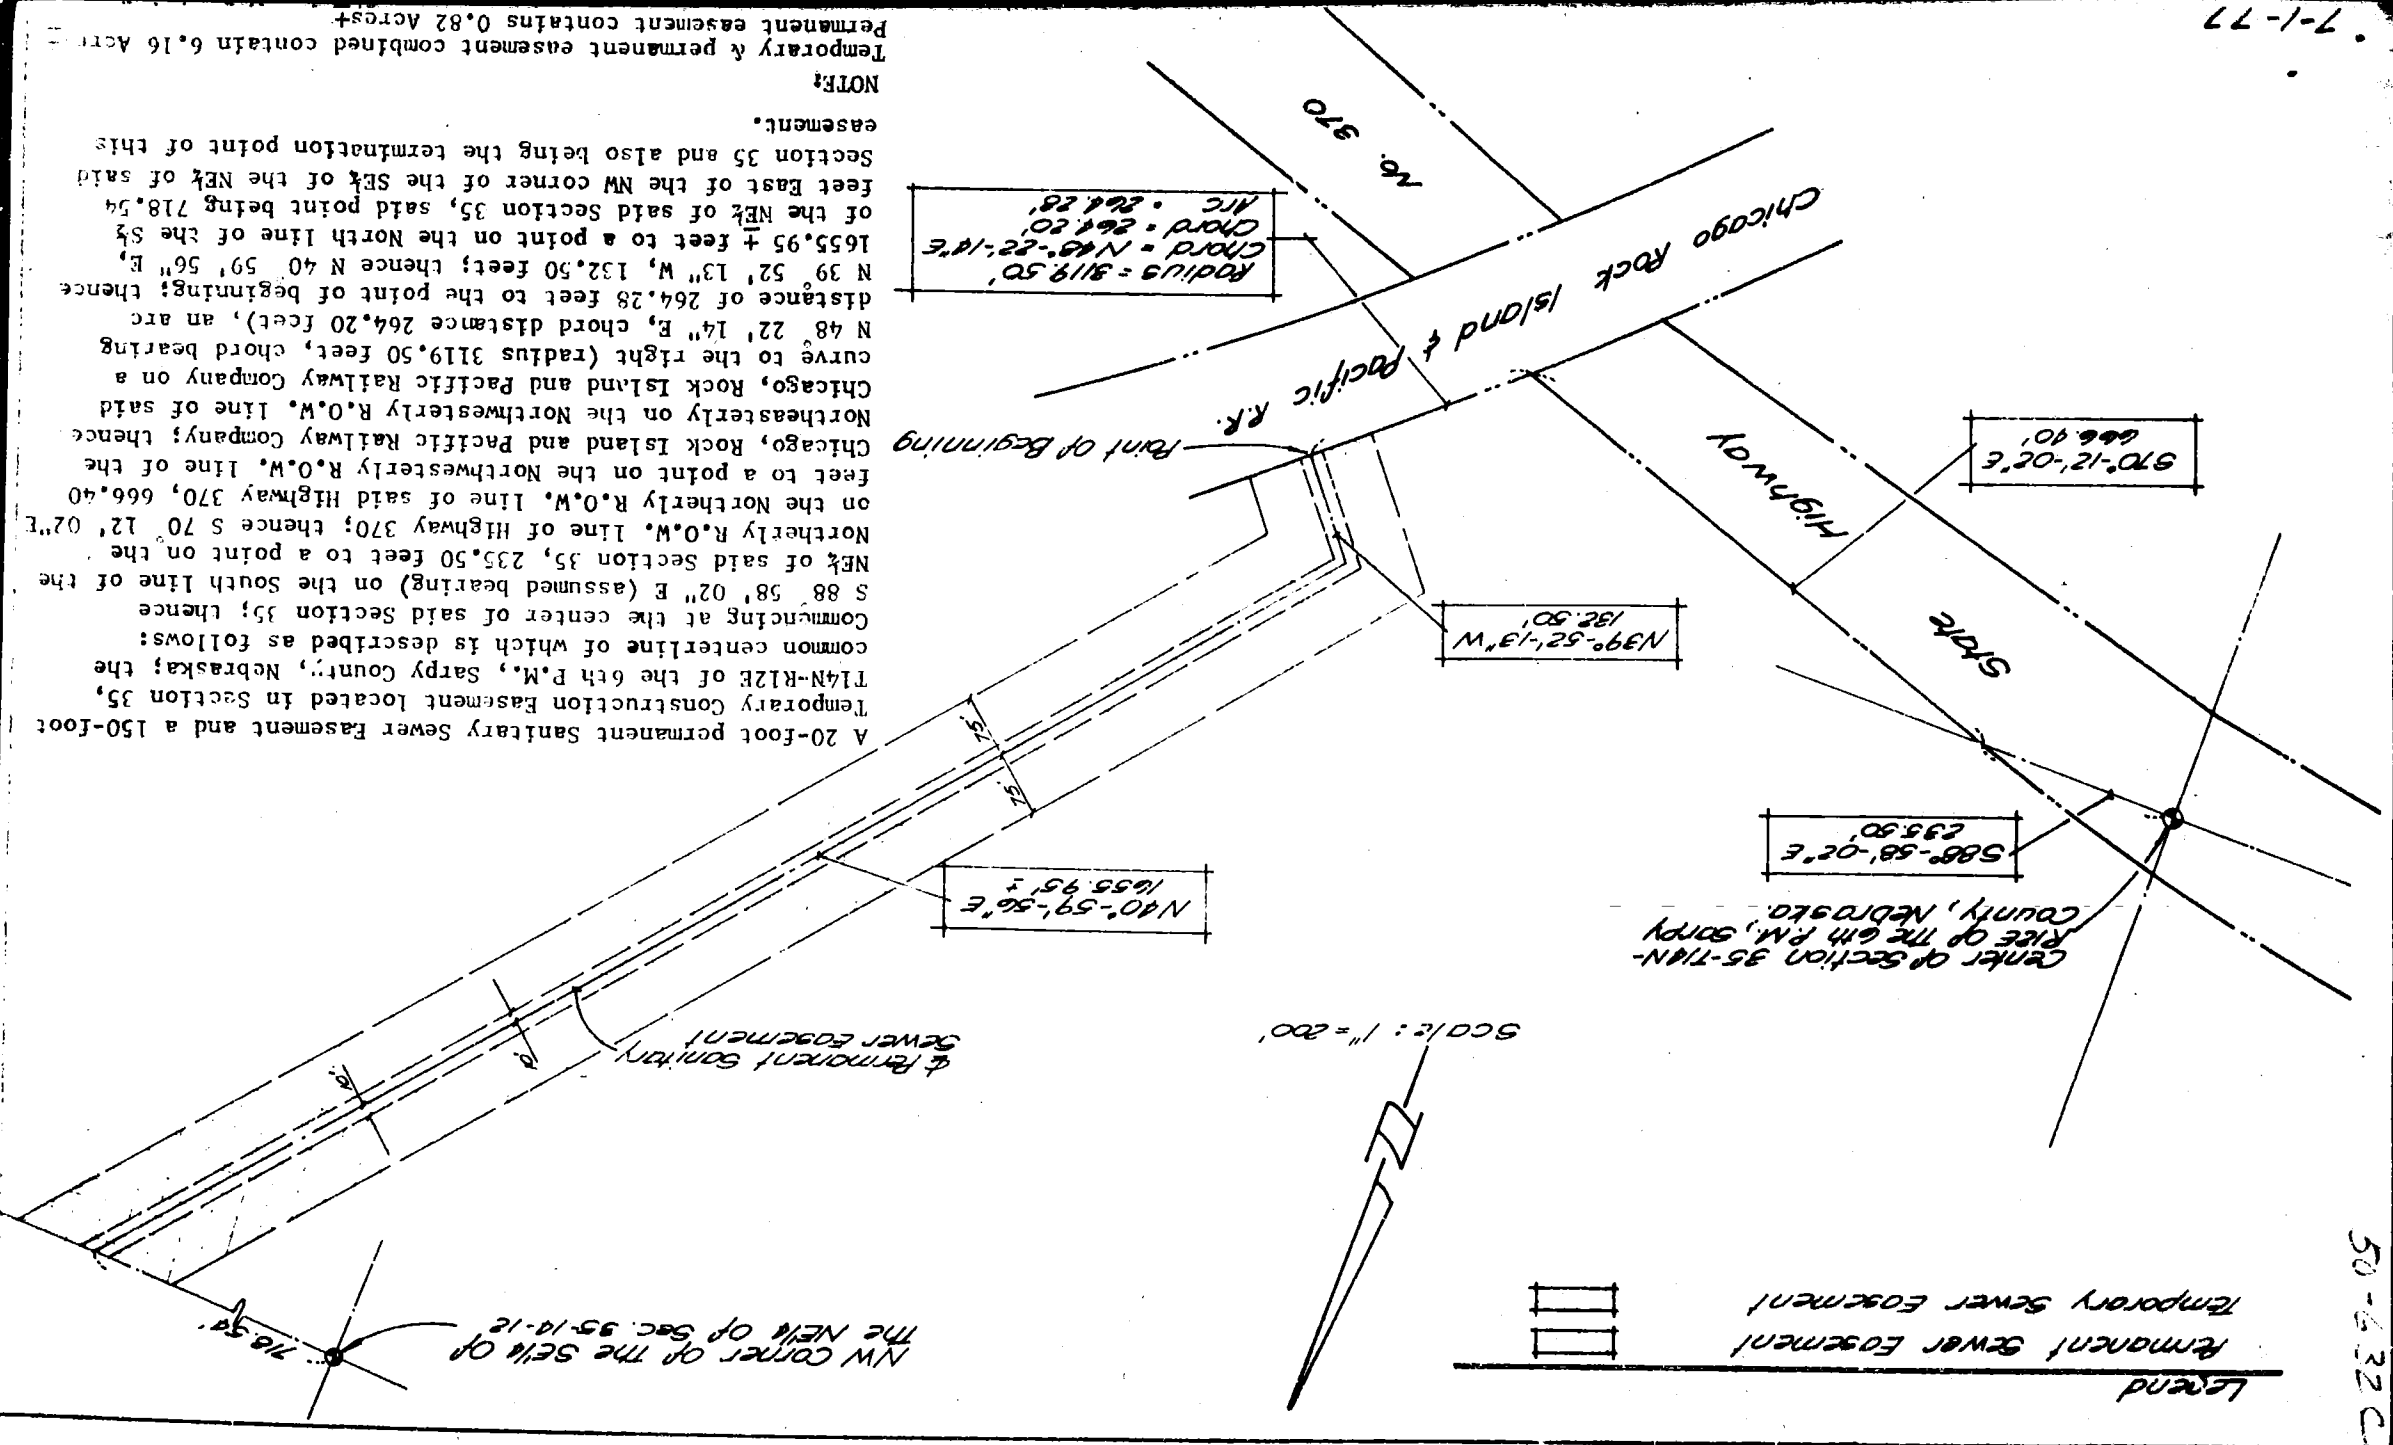 50-632C
Legend
Permanent Sewer Easement
Temporary Sewer Easement
NW Corner Of The SE1/4 Of
The NE1/4 Of Sec. 35-14-12
718.54'
Scale: 1" = 200'
℄ Permanent Sanitary
Sewer Easement
10'
10'
Center Of Section 35-T14N-
R12E Of The 6th P.M., Sarpy
County, Nebraska.
S88°-58'-02"E
235.50'
N40°-59'-56"E
1655.95' ±
75'
75'
State
Highway
No. 370
N39°-52'-13"W
132.50'
S70°-12'-02"E
666.40'
Point Of Beginning
Chicago Rock Island & Pacific R.R.
Radius = 3119.50'
Chord = N48°-22'-14"E
Chord = 264.20'
Arc = 264.28'
A 20-foot permanent Sanitary Sewer Easement and a 150-foot
Temporary Construction Easement located in Section 35,
T14N-R12E of the 6th P.M., Sarpy County, Nebraska; the
common centerline of which is described as follows:
Commencing at the center of said Section 35; thence
S 88° 58' 02" E (assumed bearing) on the South line of the
NE¼ of said Section 35, 235.50 feet to a point on the
Northerly R.O.W. line of Highway 370; thence S 70° 12' 02"E
on the Northerly R.O.W. line of said Highway 370, 666.40
feet to a point on the Northwesterly R.O.W. line of the
Chicago, Rock Island and Pacific Railway Company; thence
Northeasterly on the Northwesterly R.O.W. line of said
Chicago, Rock Island and Pacific Railway Company on a
curve to the right (radius 3119.50 feet, chord bearing
N 48° 22' 14" E, chord distance 264.20 feet), an arc
distance of 264.28 feet to the point of beginning; thence
N 39° 52' 13" W, 132.50 feet; thence N 40° 59' 56" E,
1655.95 ± feet to a point on the North line of the S½
of the NE¼ of said Section 35, said point being 718.54
feet East of the NW corner of the SE¼ of the NE¼ of said
Section 35 and also being the termination point of this
easement.
NOTE:
Temporary & permanent easement combined contain 6.16 Acres ±
Permanent easement contains 0.82 Acres±
7-1-77